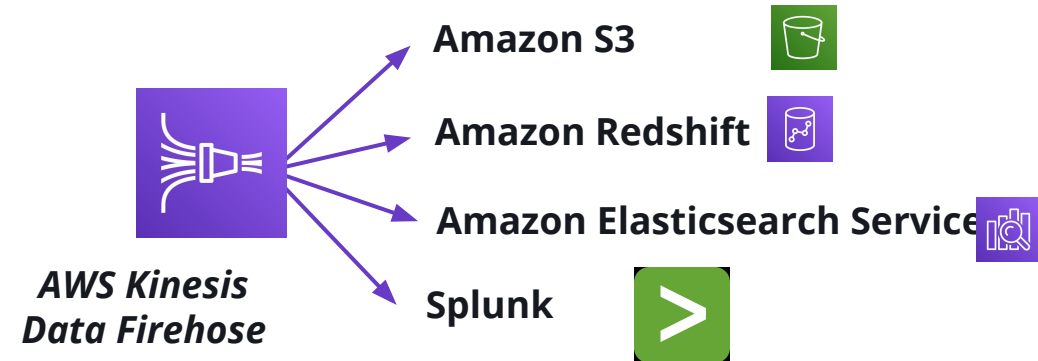 Amazon S3
Amazon Redshift
Amazon Elasticsearch Service
Splunk
AWS Kinesis
Data Firehose